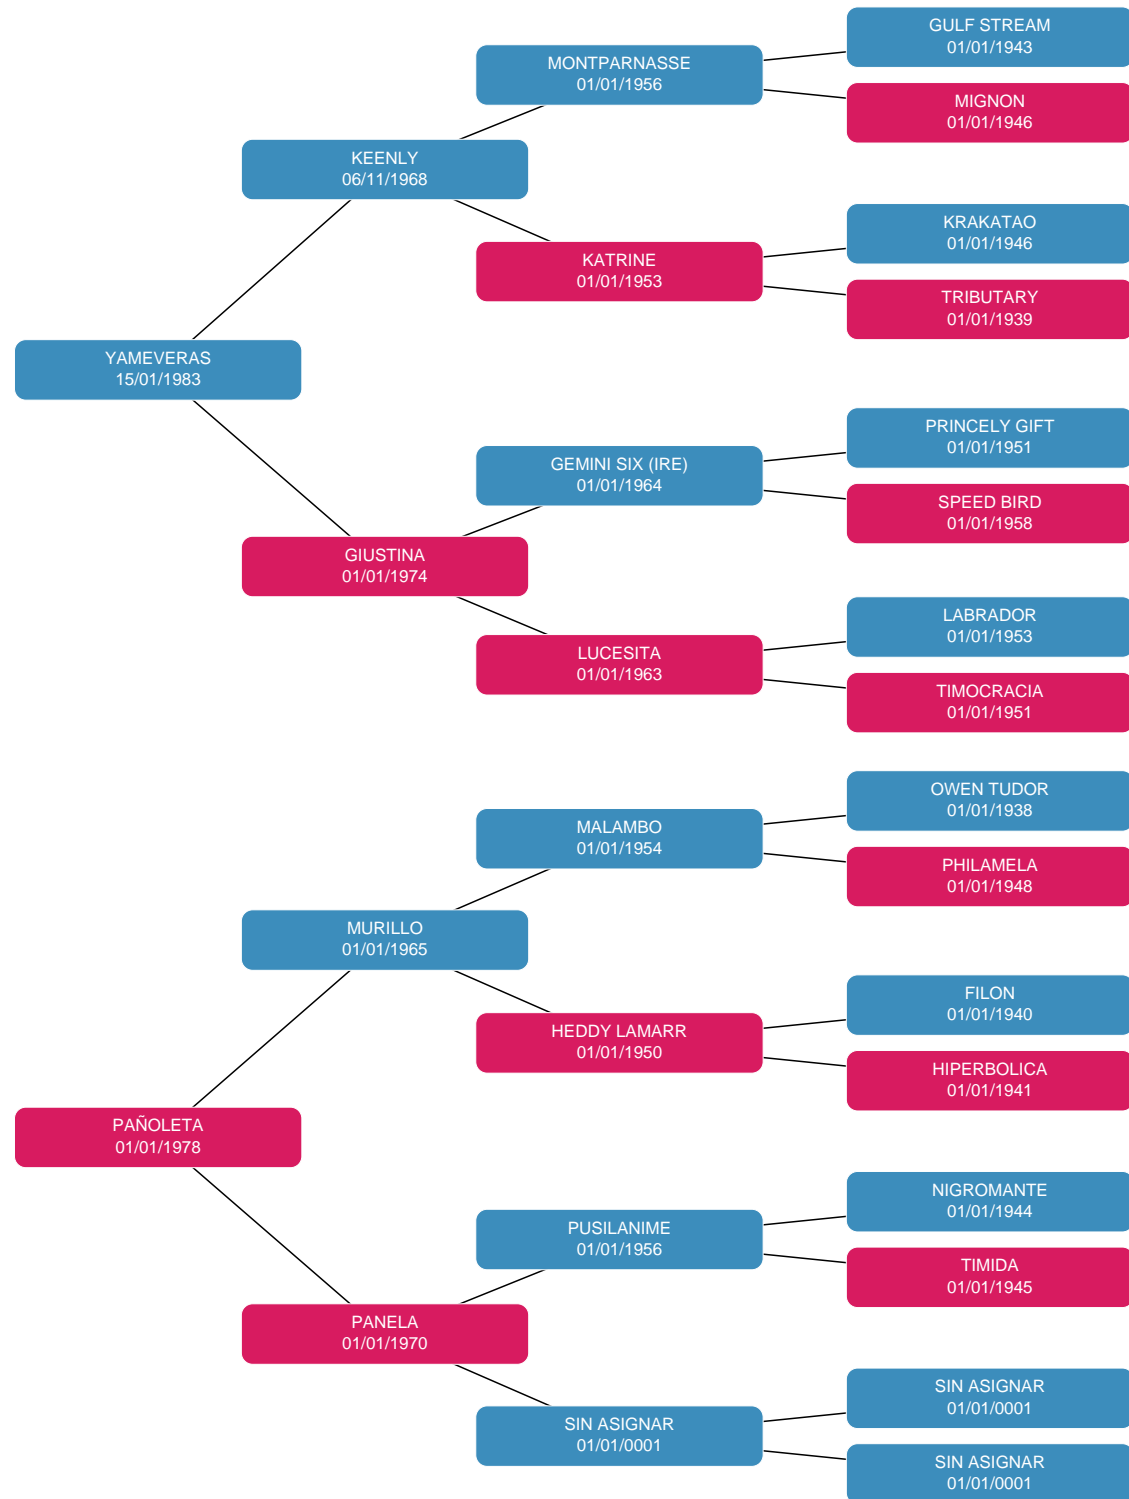 GULF STREAM
01/01/1943
MONTPARNASSE
01/01/1956
MIGNON
01/01/1946
KEENLY
06/11/1968
KRAKATAO
01/01/1946
KATRINE
01/01/1953
TRIBUTARY
01/01/1939
YAMEVERAS
15/01/1983
PRINCELY GIFT
01/01/1951
GEMINI SIX (IRE)
01/01/1964
SPEED BIRD
01/01/1958
GIUSTINA
01/01/1974
LABRADOR
01/01/1953
LUCESITA
01/01/1963
TIMOCRACIA
01/01/1951
OWEN TUDOR
01/01/1938
MALAMBO
01/01/1954
PHILAMELA
01/01/1948
MURILLO
01/01/1965
FILON
01/01/1940
HEDDY LAMARR
01/01/1950
HIPERBOLICA
01/01/1941
PAÑOLETA
01/01/1978
NIGROMANTE
01/01/1944
PUSILANIME
01/01/1956
TIMIDA
01/01/1945
PANELA
01/01/1970
SIN ASIGNAR
01/01/0001
SIN ASIGNAR
01/01/0001
SIN ASIGNAR
01/01/0001